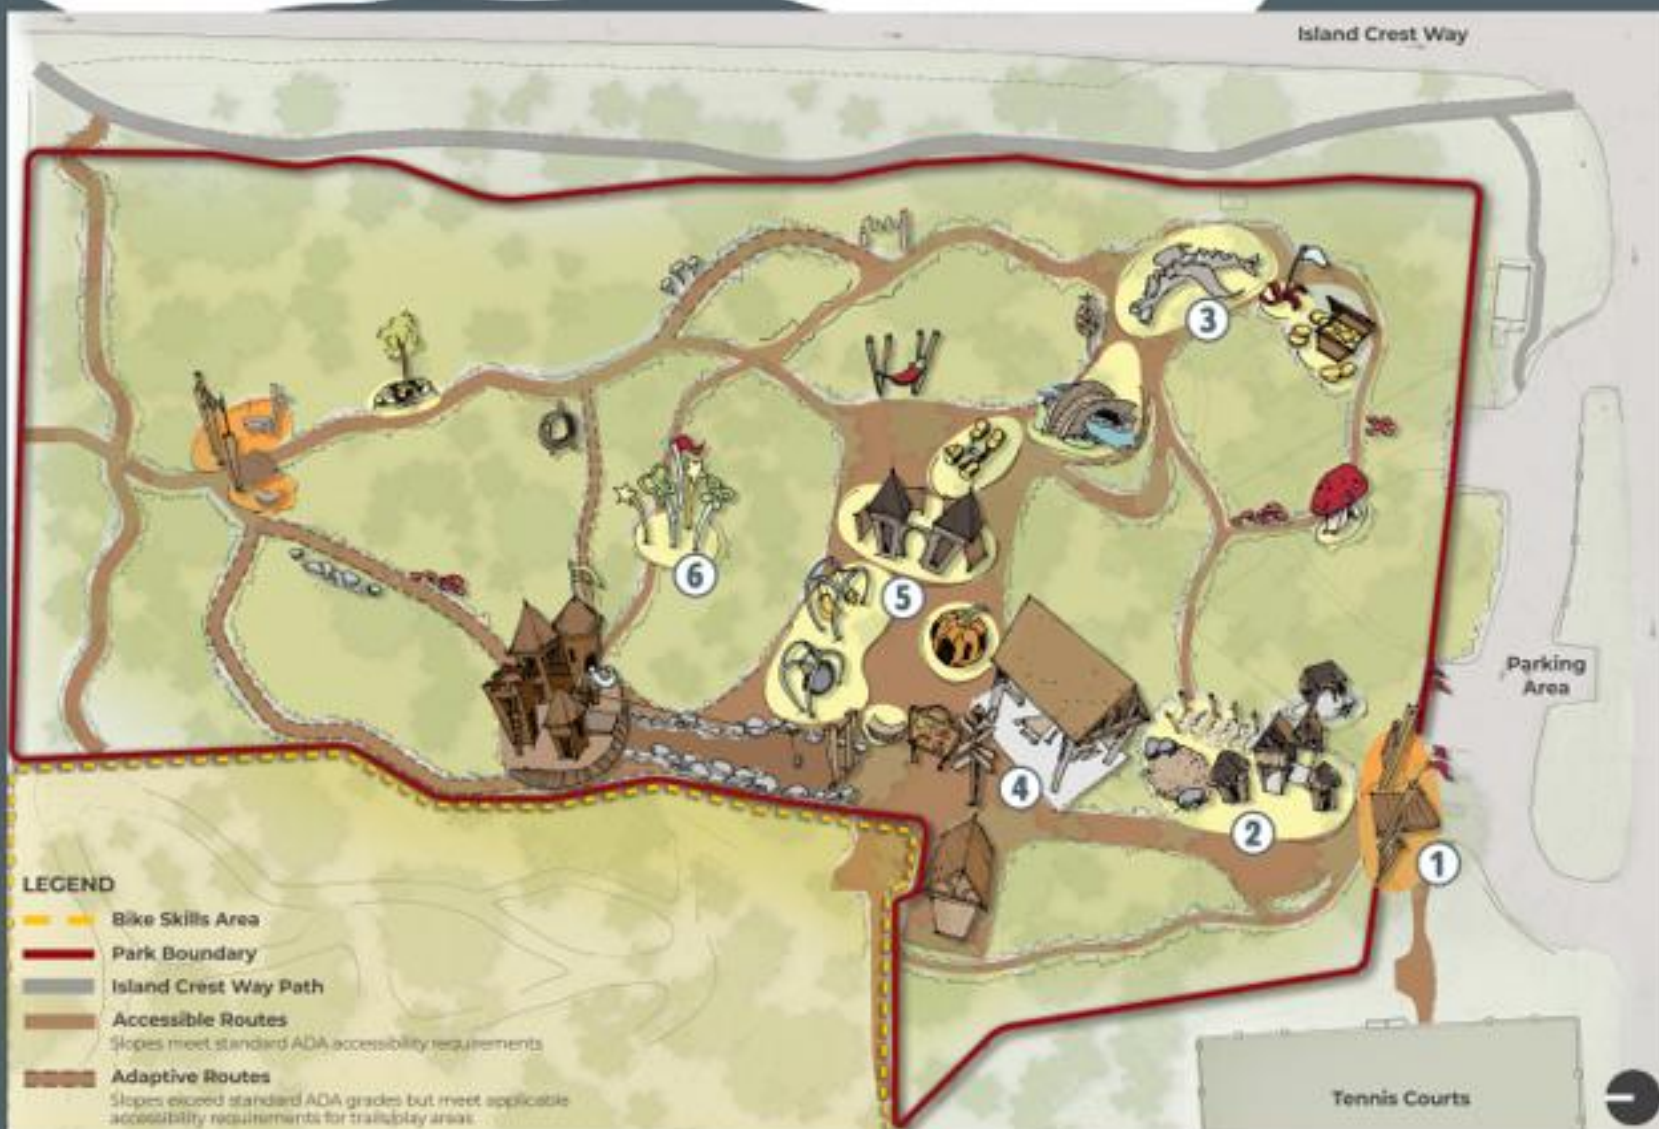 Island Crest Way
3
6
5
Parking
Area
4
2
1
LEGEND
Bike Skills Area
Park Boundary
Island Crest Way Path
Accessible Routes
Slopes meet standard ADA accessibility requirements
Adaptive Routes
Slopes exceed standard ADA grades but meet applicable
accessibility requirements for trails/play areas
Tennis Courts